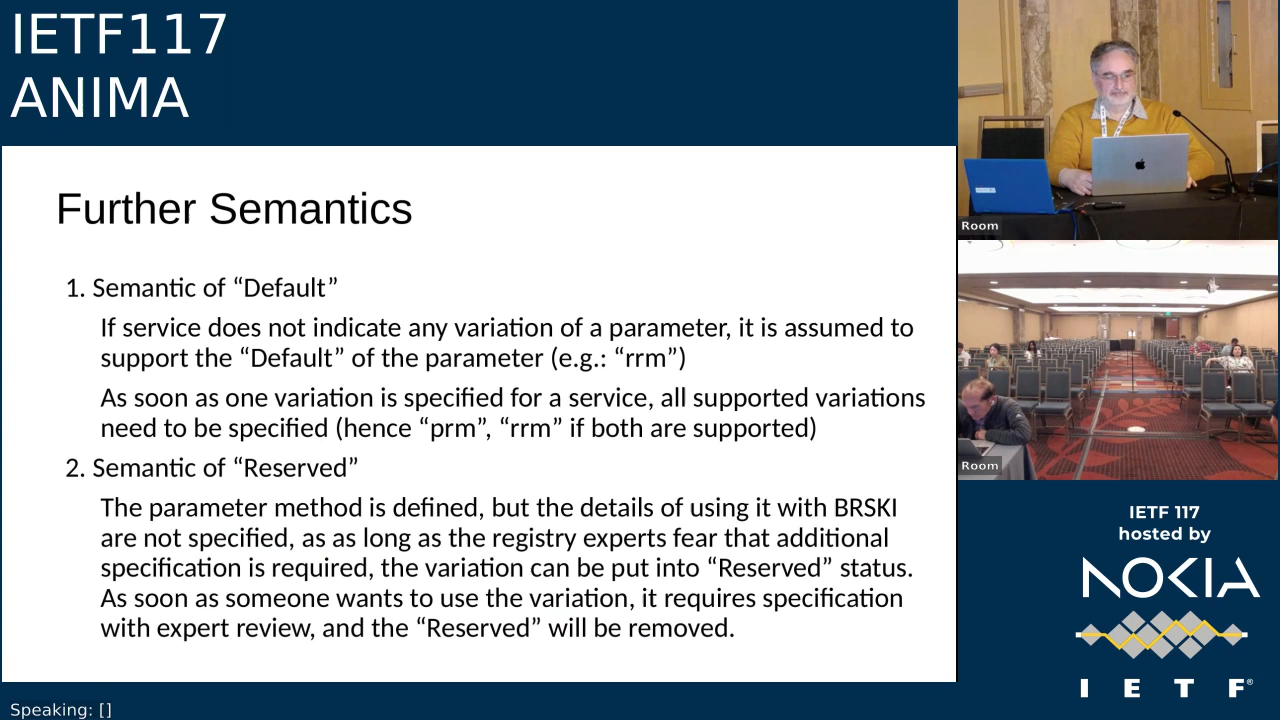 IETF117
ANIMA
Further Semantics
1. Semantic of “Default”
If service does not indicate any variation of a parameter, it is assumed to
support the “Default” of the parameter (e.g.: “rrm”)
As soon as one variation is specified for a service, all supported variations
need to be specified (hence “prm”, “rrm” if both are supported)
2. Semantic of “Reserved”
The parameter method is defined, but the details of using it with BRSKI
are not specified, as as long as the registry experts fear that additional
specification is required, the variation can be put into “Reserved” status.
As soon as someone wants to use the variation, it requires specification
with expert review, and the “Reserved” will be removed.
Speaking: []
Room
Room
IETF 117
hosted by
NOKIA
I E T F®